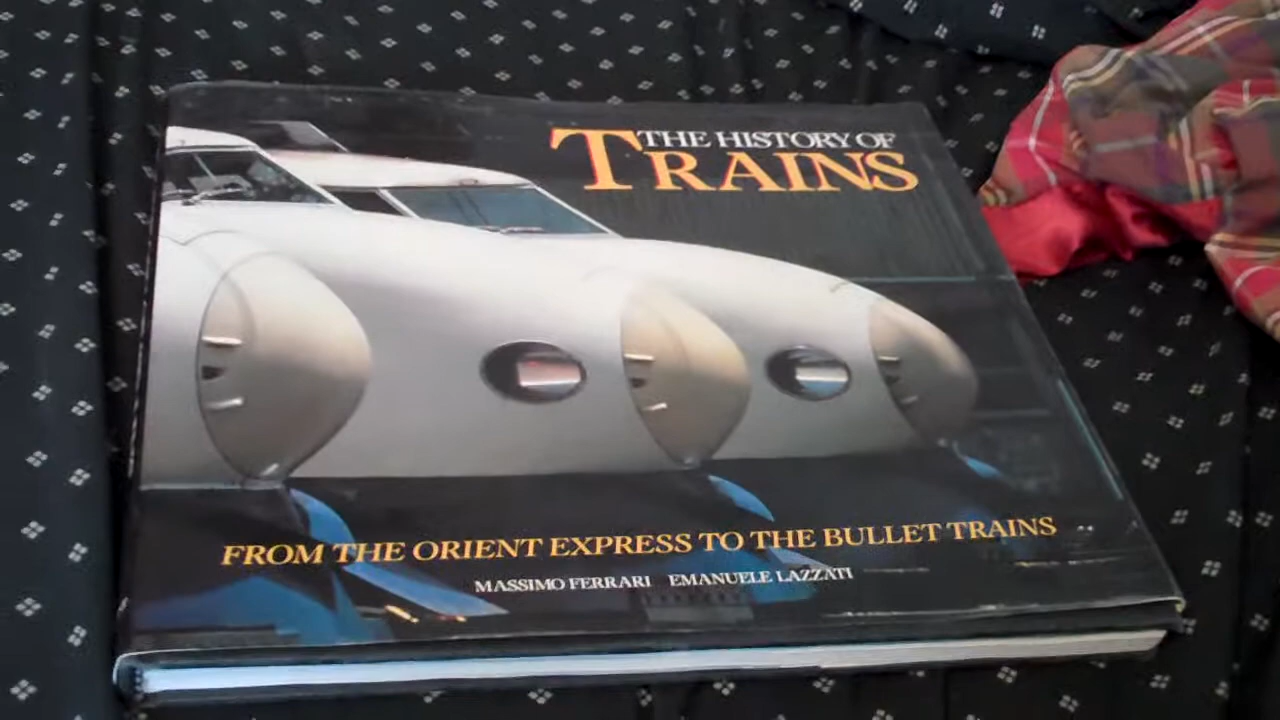 THE HISTORY OF
TRAINS
FROM THE ORIENT EXPRESS TO THE BULLET TRAINS
MASSIMO FERRARI EMANUELE LAZZATI